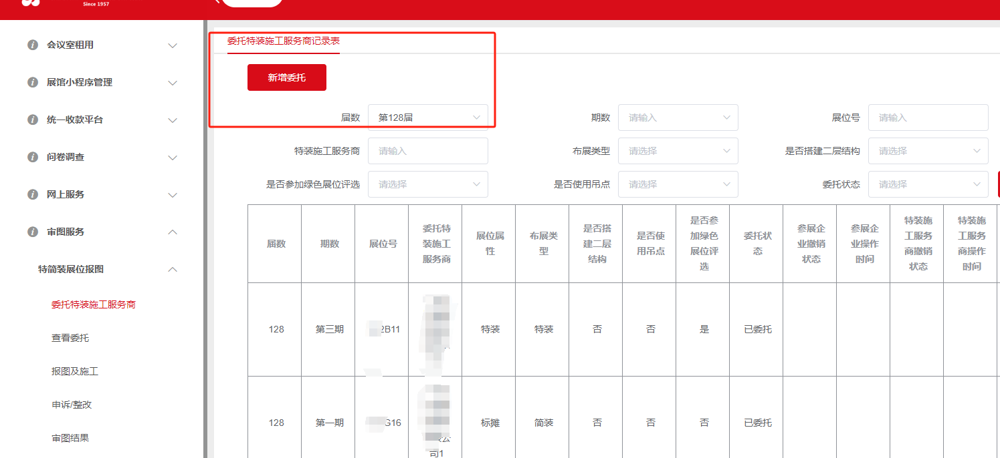 Since 1957
会议室租用
展馆小程序管理
统一收款平台
问卷调查
网上服务
审图服务
特简装展位报图
委托特装施工服务商
查看委托
报图及施工
申诉/整改
审图结果
委托特装施工服务商记录表
新增委托
届数 第128届 期数 请输入 展位号 请输入
特装施工服务商 请输入 布展类型 请选择 是否搭建二层结构 请选择
是否参加绿色展位评选 请选择 是否使用吊点 请选择 委托状态 请选择
届数
期数
展位号
委托特
装施工
服务商
展位属
性
布展类
型
是否搭
建二层
结构
是否使
用吊点
是否参
加绿色
展位评
选
委托状
态
参展企
业撤销
状态
参展企
业操作
时间
特装施
工服务
商撤销
状态
特装施
工服务
商操作
时间
128 第三期 2B11 特装 特装 否 否 是 已委托
128 第一期 G16 标摊 简装 否 否 否 已委托
公
司1